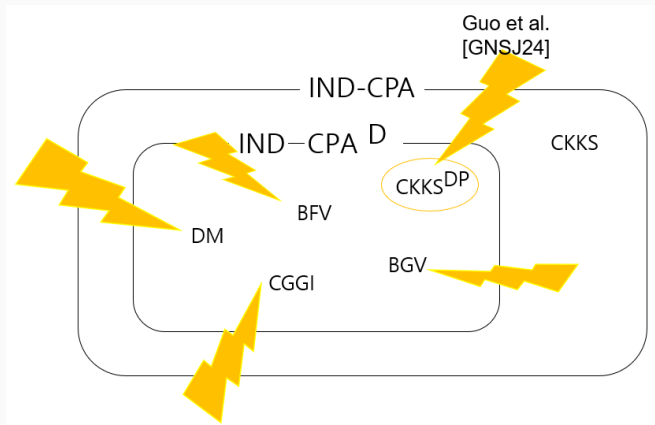 Guo et al.
[GNSJ24]
IND-CPA
IND-CPA D
CKKS
CKKS DP
BFV
DM
BGV
CGGI